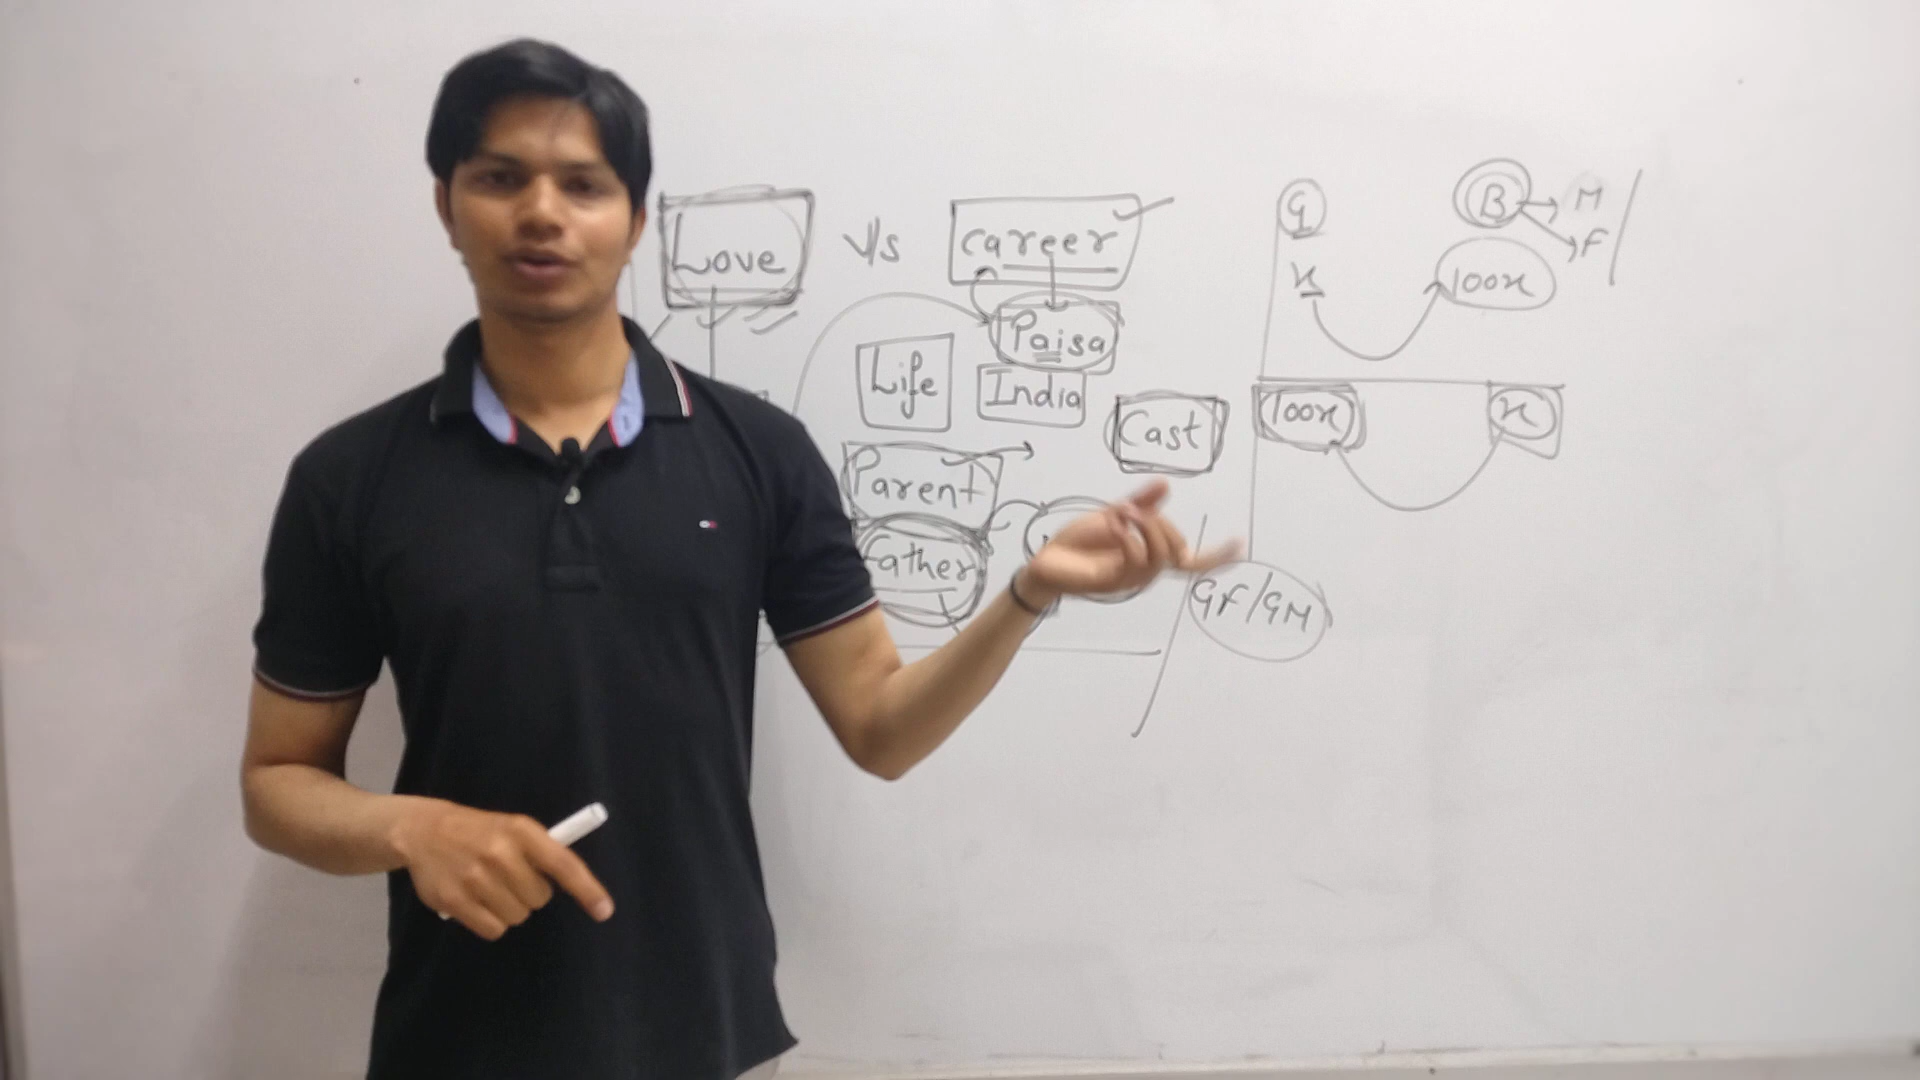 Love V/s career
Paisa
Life India
Cast
Parent
Father
G B M
F
x 100x
100x x
GF/GM